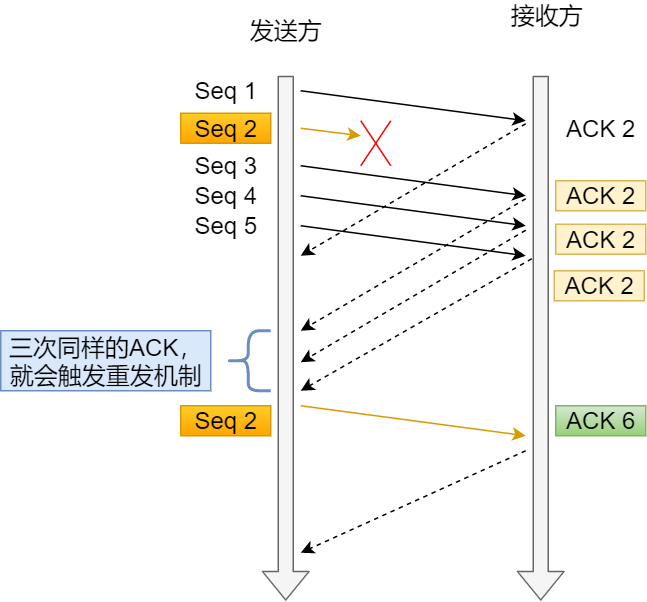 发送方
接收方
Seq 1
Seq 2
ACK 2
Seq 3
Seq 4
ACK 2
Seq 5
ACK 2
ACK 2
三次同样的ACK，
就会触发重发机制
Seq 2
ACK 6